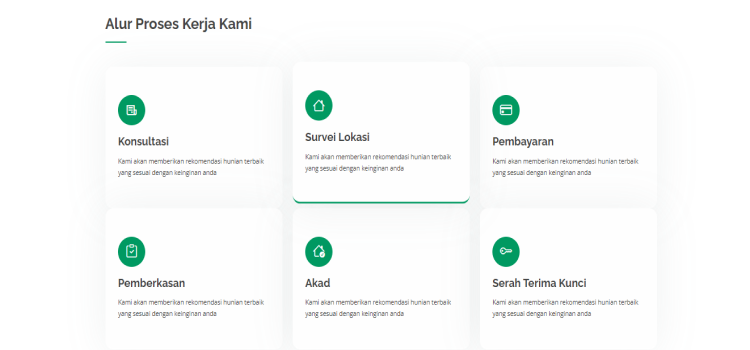 Alur Proses Kerja Kami
Konsultasi
Kami akan memberikan rekomendasi hunian terbaik
yang sesuai dengan keinginan anda
Survei Lokasi
Kami akan memberikan rekomendasi hunian terbaik
yang sesuai dengan keinginan anda
Pembayaran
Kami akan memberikan rekomendasi hunian terbaik
yang sesuai dengan keinginan anda
Pemberkasan
Kami akan memberikan rekomendasi hunian terbaik
yang sesuai dengan keinginan anda
Akad
Kami akan memberikan rekomendasi hunian terbaik
yang sesuai dengan keinginan anda
Serah Terima Kunci
Kami akan memberikan rekomendasi hunian terbaik
yang sesuai dengan keinginan anda